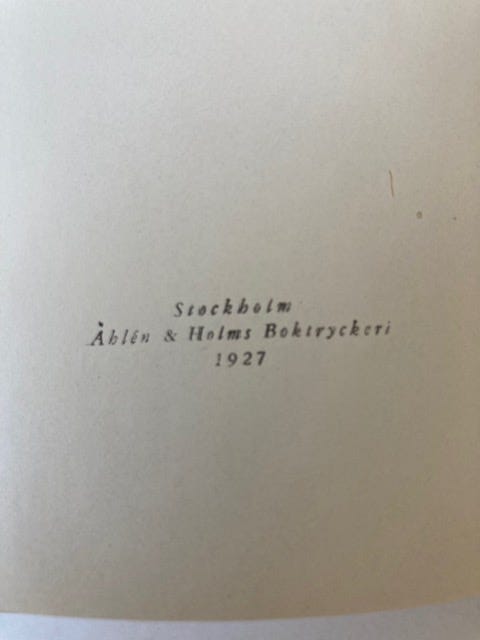 Stockholm
Åhlén & Holms Boktryckeri
1927